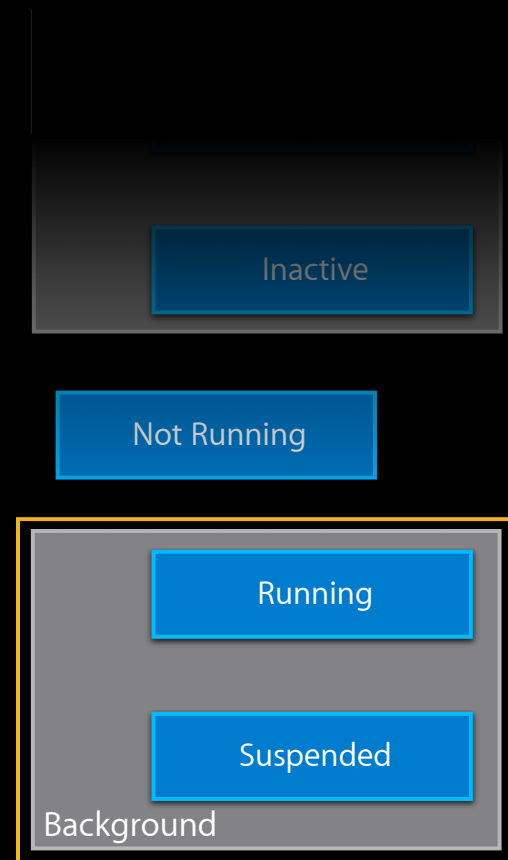 Inactive
Not Running
Running
Suspended
Background